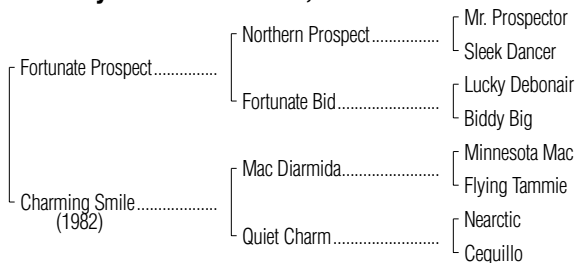 Mr. Prospector
Northern Prospect................
Sleek Dancer
Fortunate Prospect...............
Lucky Debonair
Fortunate Bid........................
Biddy Big
Minnesota Mac
Mac Diarmida.......................
Flying Tammie
Charming Smile...................
(1982)
Nearctic
Quiet Charm.........................
Cequillo